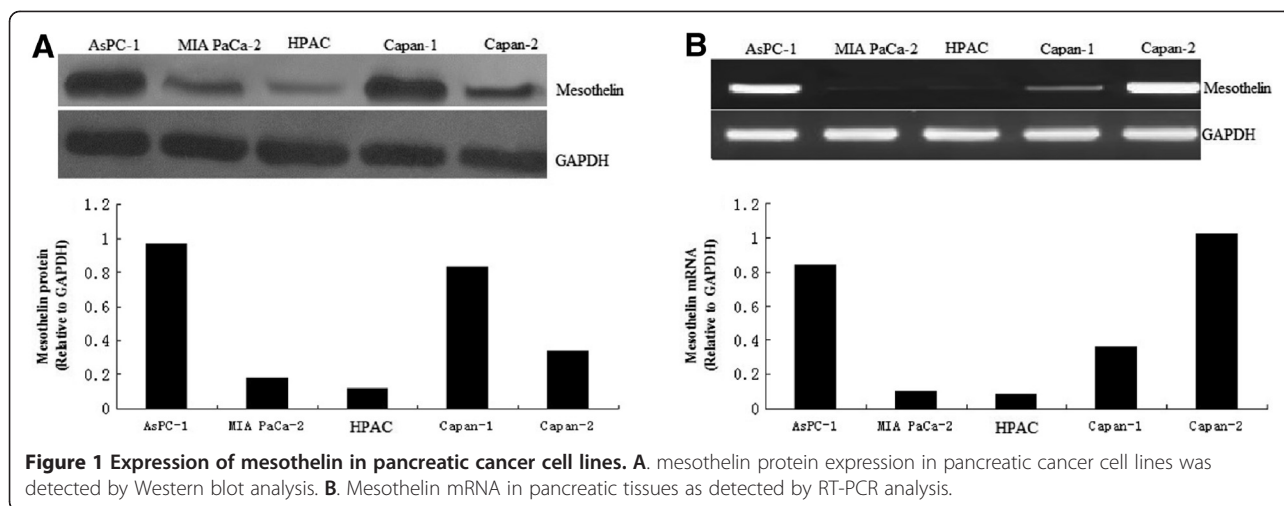 A
AsPC-1 MIA PaCa-2 HPAC Capan-1 Capan-2
Mesothelin
GAPDH
Mesothelin protein
(Relative to GAPDH)
1.2
1
0.8
0.6
0.4
0.2
0
AsPC-1 MIA PaCa-2 HPAC Capan-1 Capan-2
B
AsPC-1 MIA PaCa-2 HPAC Capan-1 Capan-2
Mesothelin
GAPDH
Mesothelin mRNA
(Relative to GAPDH)
1.2
1
0.8
0.6
0.4
0.2
0
AsPC-1 MIA PaCa-2 HPAC Capan-1 Capan-2
Figure 1 Expression of mesothelin in pancreatic cancer cell lines. A. mesothelin protein expression in pancreatic cancer cell lines was
detected by Western blot analysis. B. Mesothelin mRNA in pancreatic tissues as detected by RT-PCR analysis.